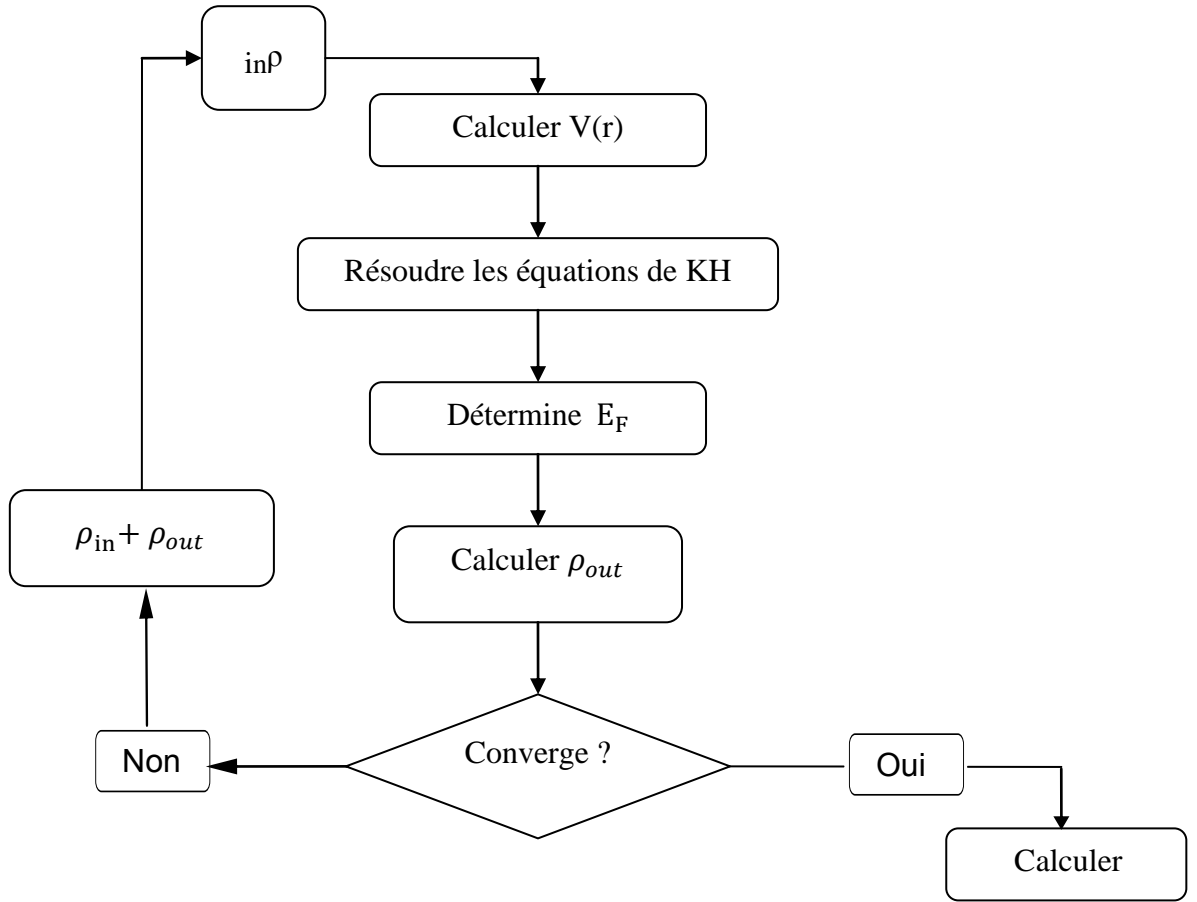 inρ
Calculer V(r)
Résoudre les équations de KH
Détermine E_F
ρ_in + ρ_out
Calculer ρ_out
Converge ?
Non
Oui
Calculer